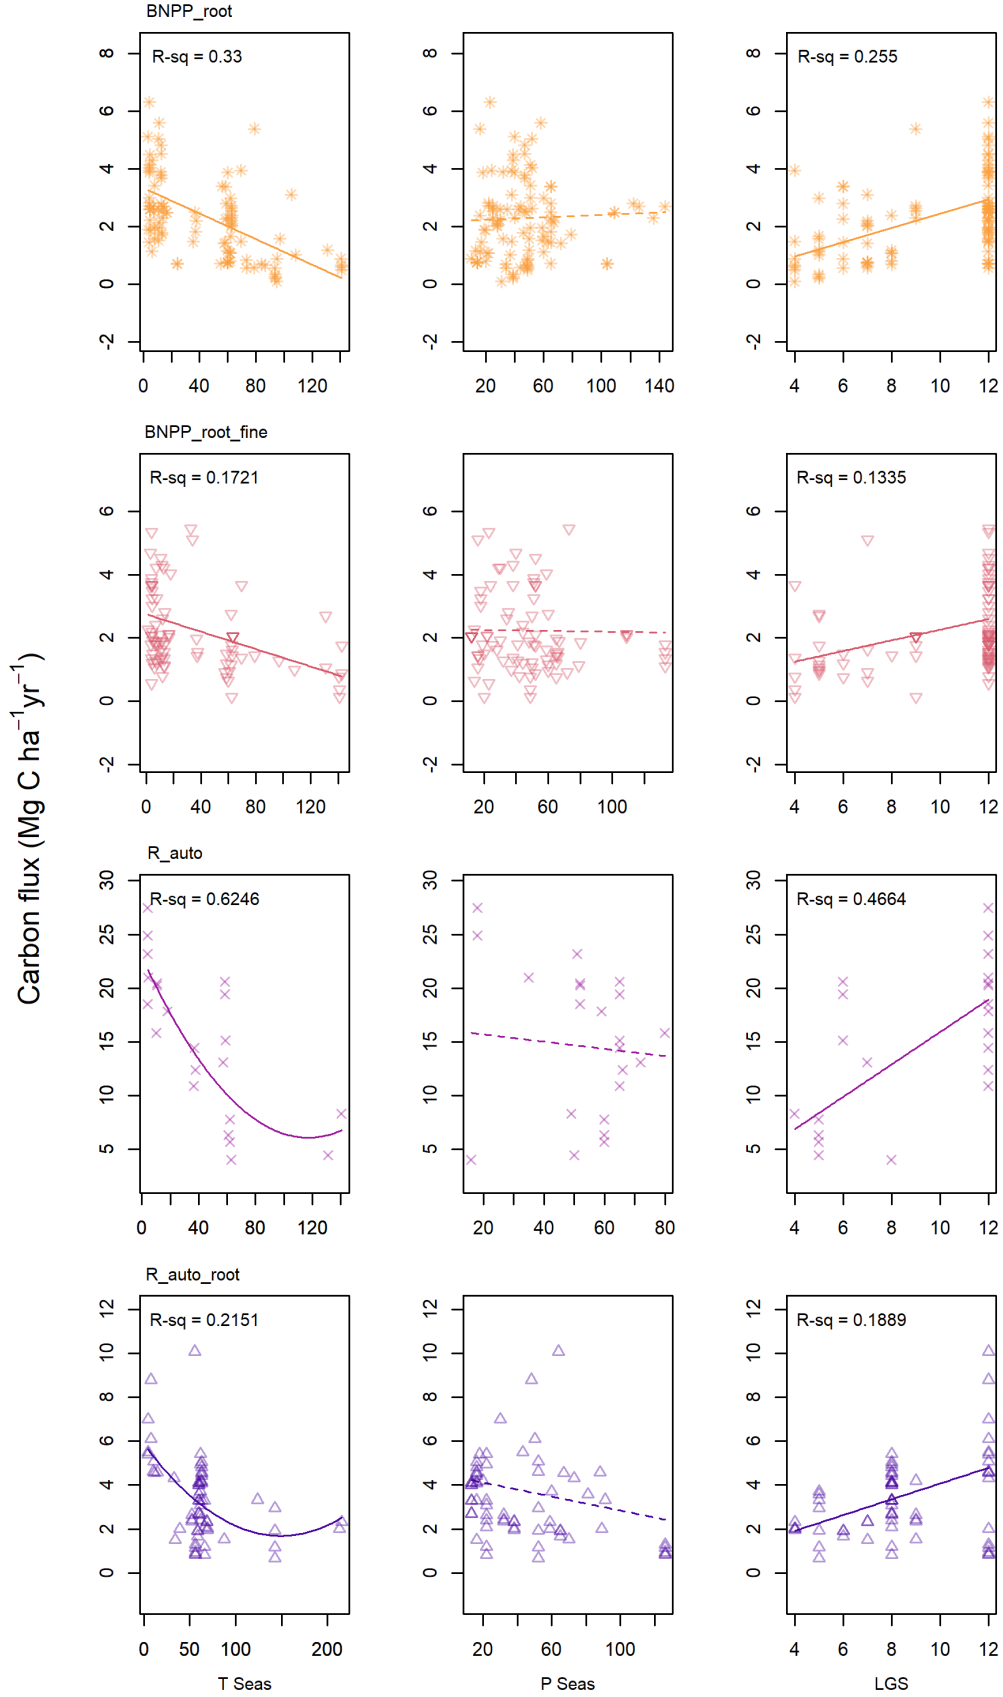 BNPP_root
R-sq = 0.33
R-sq = 0.255
8
6
4
2
0
-2
8
6
4
2
0
-2
8
6
4
2
0
-2
0 40 80 120
20 60 100 140
4 6 8 10 12
BNPP_root_fine
R-sq = 0.1721
R-sq = 0.1335
6
4
2
0
-2
6
4
2
0
-2
6
4
2
0
-2
0 40 80 120
20 60 100
4 6 8 10 12
Carbon flux (Mg C ha⁻¹yr⁻¹)
R_auto
R-sq = 0.6246
R-sq = 0.4664
30
25
20
15
10
5
30
25
20
15
10
5
30
25
20
15
10
5
0 40 80 120
20 40 60 80
4 6 8 10 12
R_auto_root
R-sq = 0.2151
R-sq = 0.1889
12
10
8
6
4
2
0
12
10
8
6
4
2
0
12
10
8
6
4
2
0
0 50 100 200
20 60 100
4 6 8 10 12
T Seas
P Seas
LGS